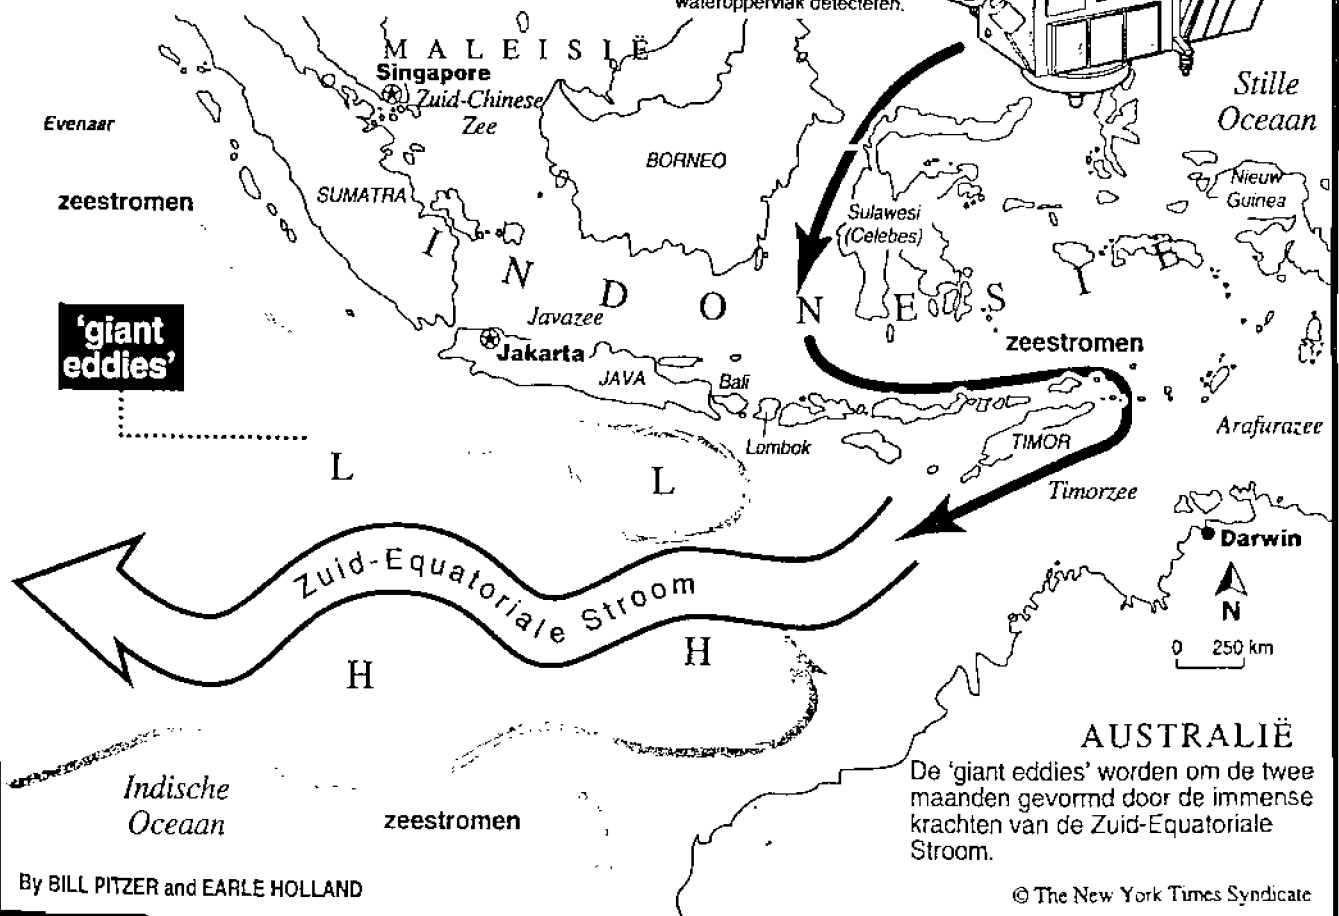 wateroppervlak detecteren.
MALEISIË
Singapore
Zuid-Chinese
Zee
Stille
Oceaan
Evenaar
BORNEO
zeestromen
SUMATRA
Nieuw
Guinea
Sulawesi
(Celebes)
INDONESIË
'giant
eddies'
Javazee
Jakarta
JAVA
Bali
Lombok
zeestromen
TIMOR
Arafurazee
Timorzee
L
L
Darwin
N
0 250 km
Zuid-Equatoriale Stroom
H
H
Indische
Oceaan
zeestromen
AUSTRALIË
De 'giant eddies' worden om de twee
maanden gevormd door de immense
krachten van de Zuid-Equatoriale
Stroom.
By BILL PITZER and EARLE HOLLAND
© The New York Times Syndicate